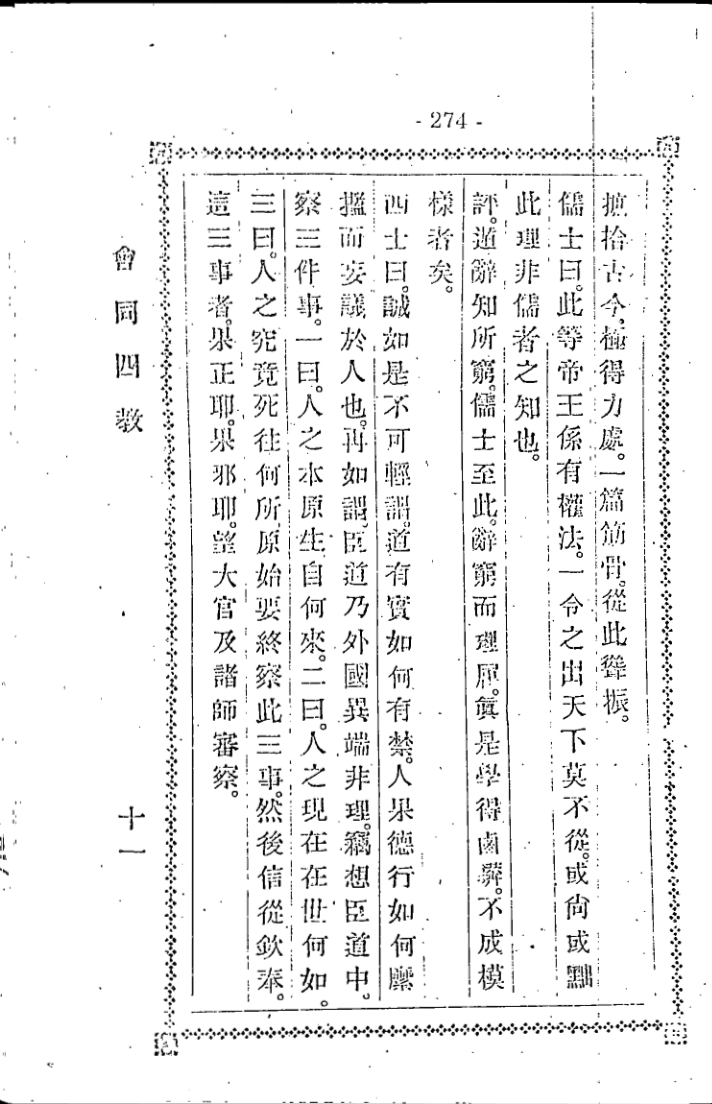 - 274 -
摭拾古今極得力處。一篇筋骨。從此聳振。
儒士曰。此等帝王係有權法。一令之出天下莫不從。或尙或黜
此理非儒者之知也。
評。遁辭知所窮。儒士至此。辭窮而理屈。眞是學得鹵莽。不成模
樣者矣。
西士曰。誠如是不可輕謂。道有實如何有禁。人果德行如何
搵而妄議於人也。再如謂臣道乃外國異端非理。竊想臣道中。
察三件事。一曰。人之本原生自何來。二曰。人之現在在世何如。
三曰。人之究竟死往何所。原始要終察此三事。然後信從欽奉。
這三事者。果正耶。果邪耶。望大官及諸師審察。
會同四教
十一